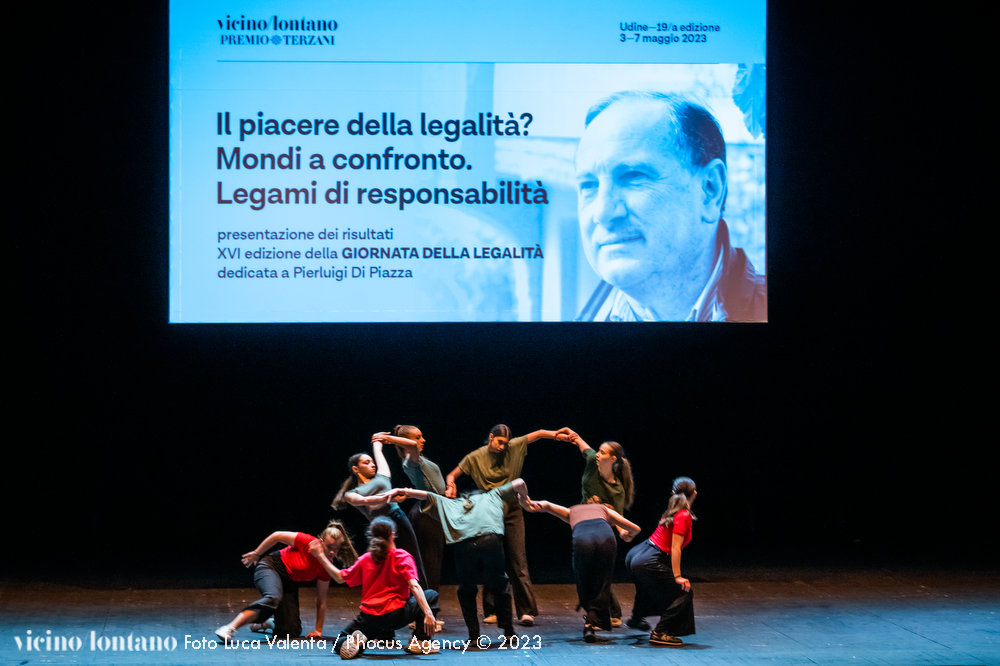 vicino/lontano
PREMIO TERZANI
Udine—19/a edizione
3—7 maggio 2023
Il piacere della legalità?
Mondi a confronto.
Legami di responsabilità
presentazione dei risultati
XVI edizione della GIORNATA DELLA LEGALITÀ
dedicata a Pierluigi Di Piazza
vicino/lontano Foto Luca Valenta / Phocus Agency © 2023